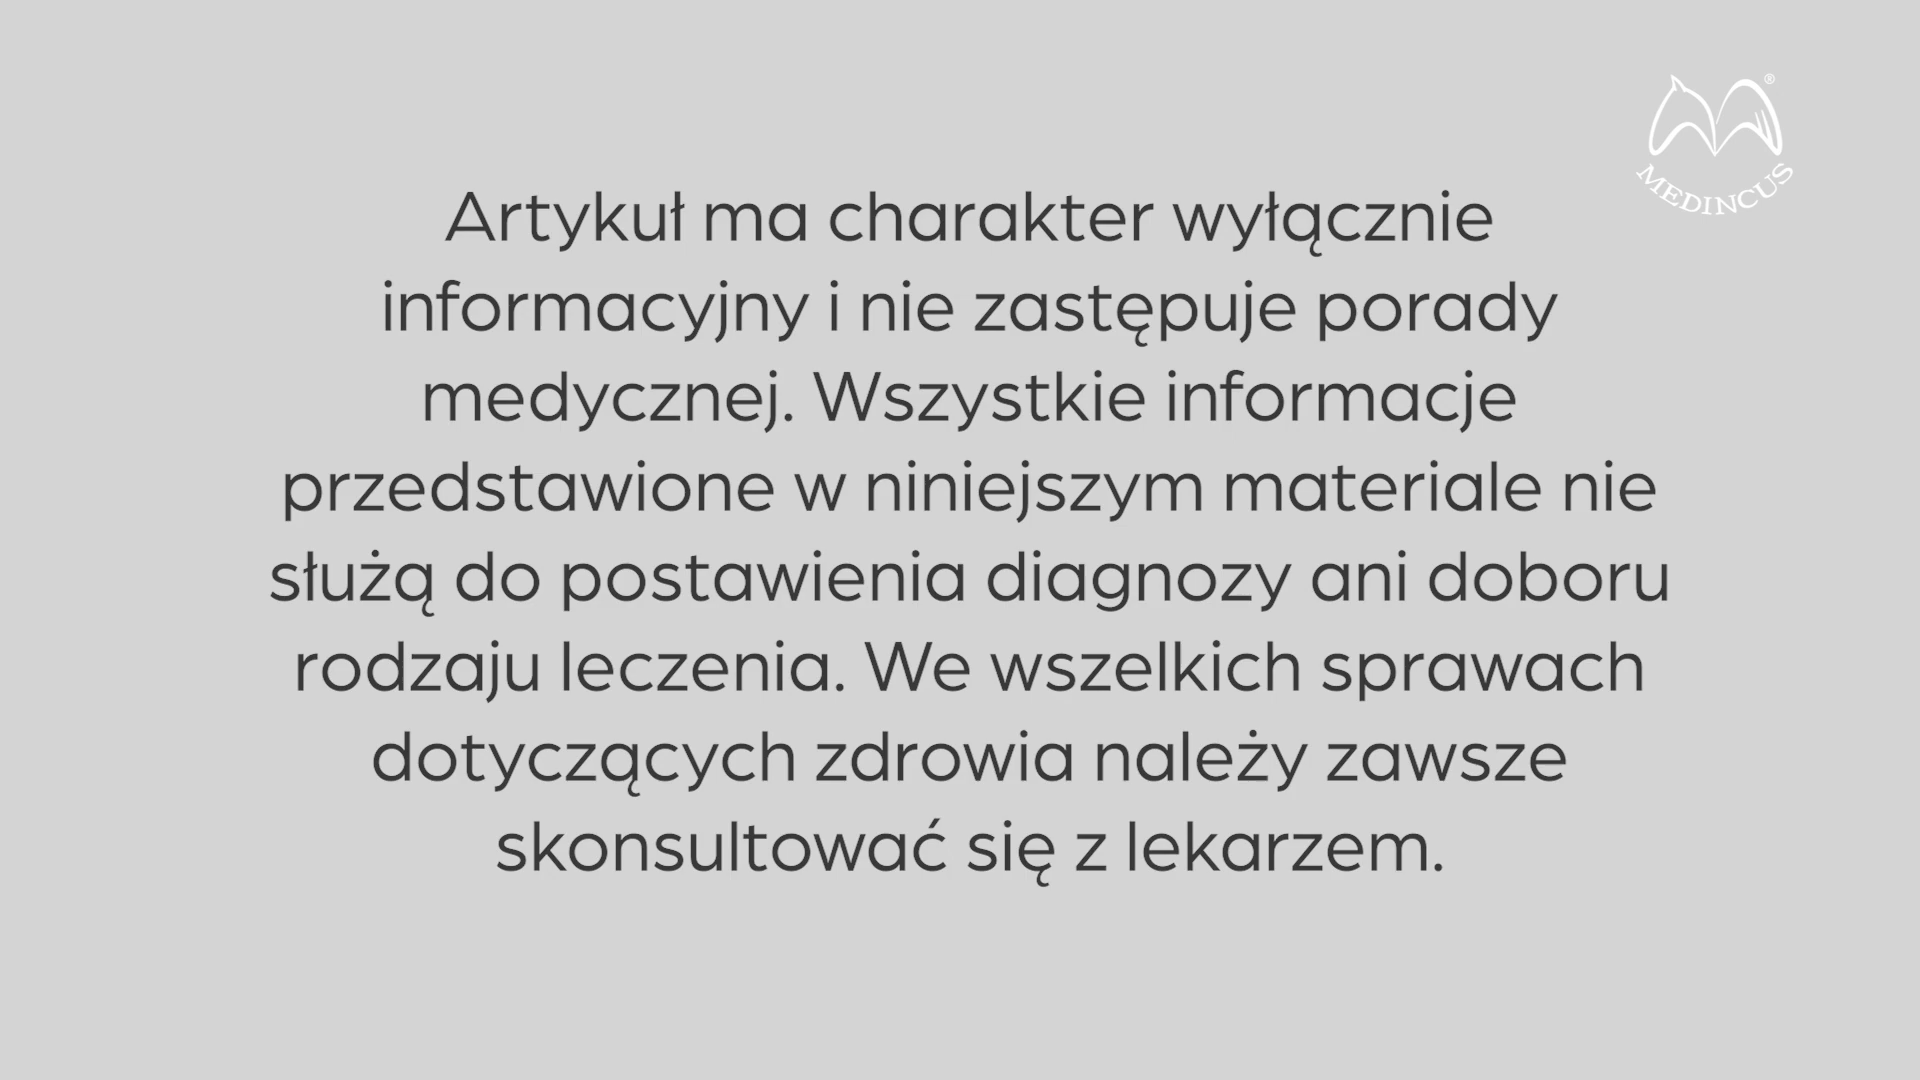 MEDINCUS
®
Artykuł ma charakter wyłącznie
informacyjny i nie zastępuje porady
medycznej. Wszystkie informacje
przedstawione w niniejszym materiale nie
służą do postawienia diagnozy ani doboru
rodzaju leczenia. We wszelkich sprawach
dotyczących zdrowia należy zawsze
skonsultować się z lekarzem.